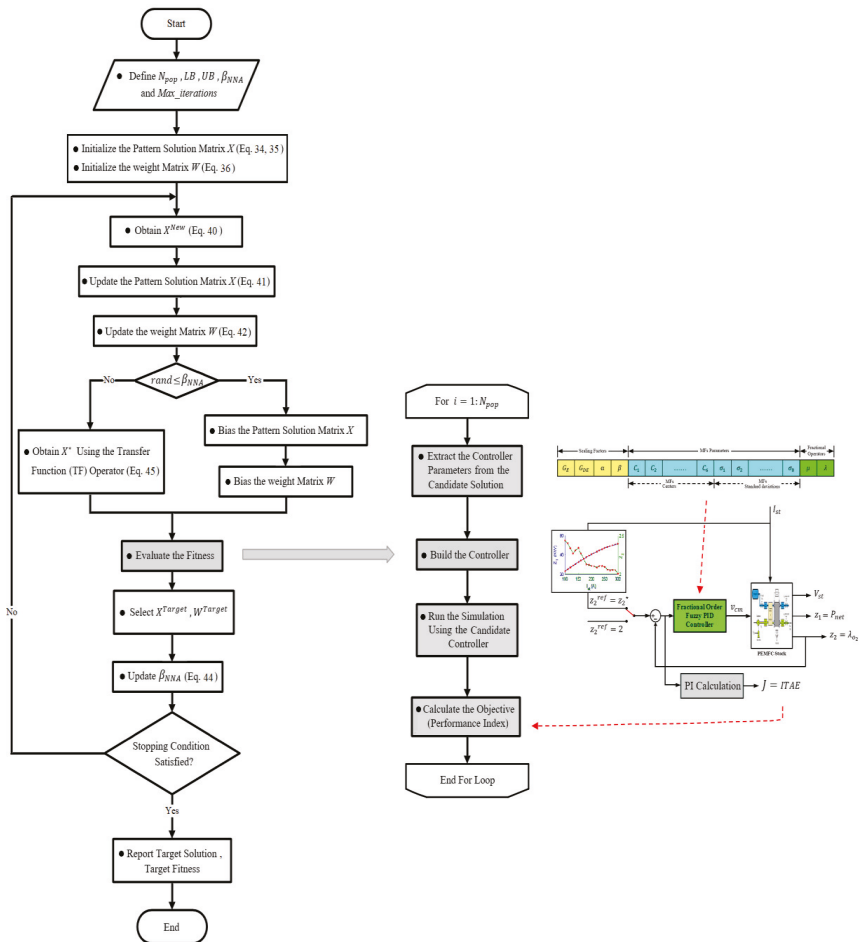 Start
● Define N_pop , LB , UB , β_NNA
and Max_iterations
● Initialize the Pattern Solution Matrix X (Eq. 34, 35)
● Initialize the weight Matrix W (Eq. 36)
● Obtain X^New (Eq. 40)
● Update the Pattern Solution Matrix X (Eq. 41)
● Update the weight Matrix W (Eq. 42)
No
rand ≤ β_NNA
Yes
● Obtain X* Using the Transfer
Function (TF) Operator (Eq. 45)
● Bias the Pattern Solution Matrix X
● Bias the weight Matrix W
● Evaluate the Fitness
● Select X^Target , W^Target
● Update β_NNA (Eq. 44)
No
Stopping Condition
Satisfied?
Yes
● Report Target Solution ,
Target Fitness
End
For i = 1: N_pop
● Extract the Controller
Parameters from the
Candidate Solution
● Build the Controller
● Run the Simulation
Using the Candidate
Controller
● Calculate the Objective
(Performance Index)
End For Loop
Scaling Factors
MFs Parameters
Fractional
Operators
G_E G_DE α β C_1 C_2 ....... C_6 σ_1 σ_2 ....... σ_6 μ λ
MFs
Centers
MFs
Standard deviations
I_st
z_2^ref = z_2*
z_2^ref = 2
Fractional Order
Fuzzy PID
Controller
v_cm
PEMFC Stack
V_st
z_1 = P_net
z_2 = λ_o2
PI Calculation
J = ITAE